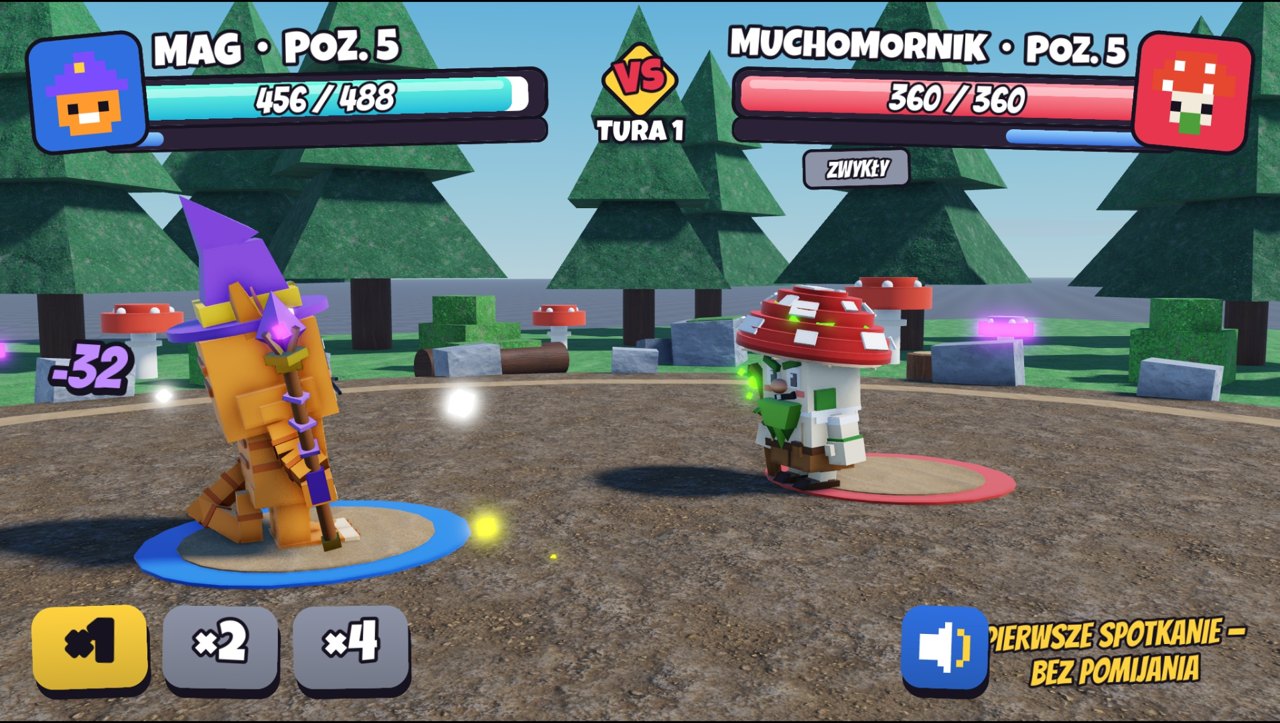 MAG • POZ. 5
456 / 488
VS
TURA 1
MUCHOMORNIK • POZ. 5
360 / 360
ZWYKŁY
-32
×1
×2
×4
PIERWSZE SPOTKANIE –
BEZ POMIJANIA